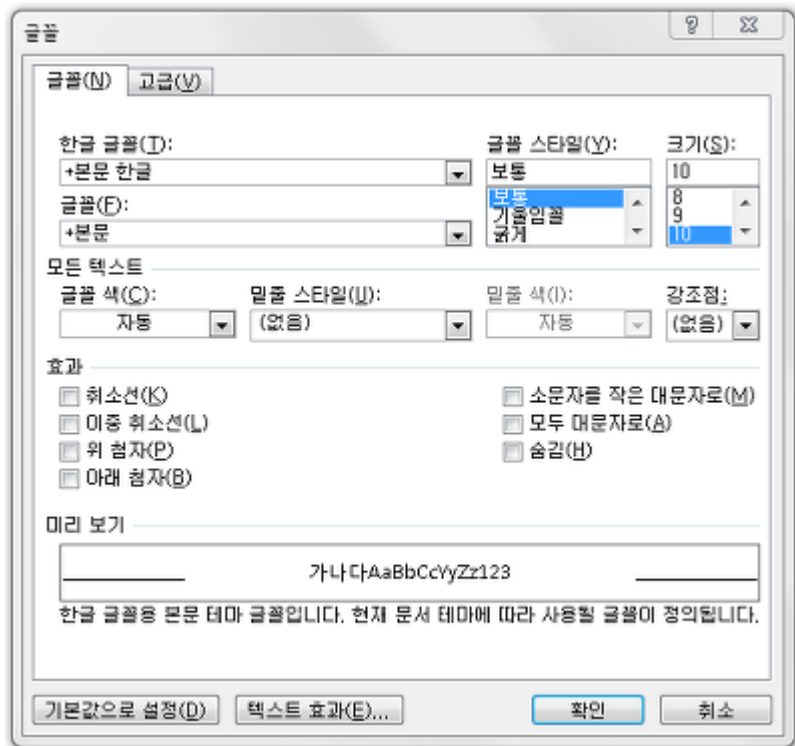 글꼴
글꼴(N) 고급(V)
한글 글꼴(T): 글꼴 스타일(Y): 크기(S):
+본문 한글 보통 10
글꼴(F): 보통 8
기울임꼴 9
+본문 굵게 10
모든 텍스트
글꼴 색(C): 밑줄 스타일(U): 밑줄 색(I): 강조점:
자동 (없음) 자동 (없음)
효과
취소선(K) 소문자를 작은 대문자로(M)
이중 취소선(L) 모두 대문자로(A)
위 첨자(P) 숨김(H)
아래 첨자(B)
미리 보기
가나다AaBbCcYyZz123
한글 글꼴용 본문 테마 글꼴입니다. 현재 문서 테마에 따라 사용될 글꼴이 정의됩니다.
기본값으로 설정(D) 텍스트 효과(E)... 확인 취소